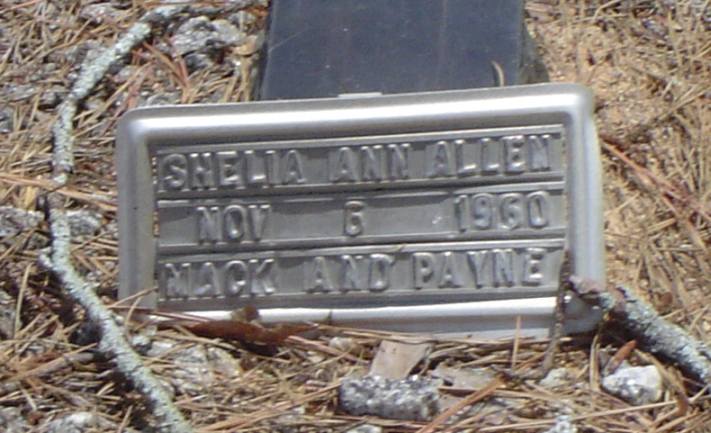 SHELIA ANN ALLEN
NOV 6 1960
MACK AND PAYNE